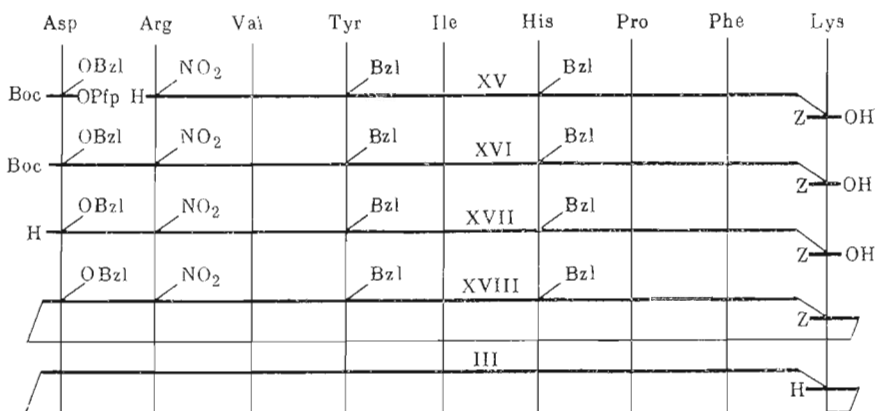 Asp Arg Vai Tyr Ile His Pro Phe Lys
OBzl NO2 Bzl Bzl
Boc OPfp H XV
Z OH
OBzl NO2 Bzl Bzl
Boc XVI
Z OH
OBzl NO2 Bzl Bzl
H XVII
Z OH
OBzl NO2 Bzl Bzl
XVIII
Z
III
H